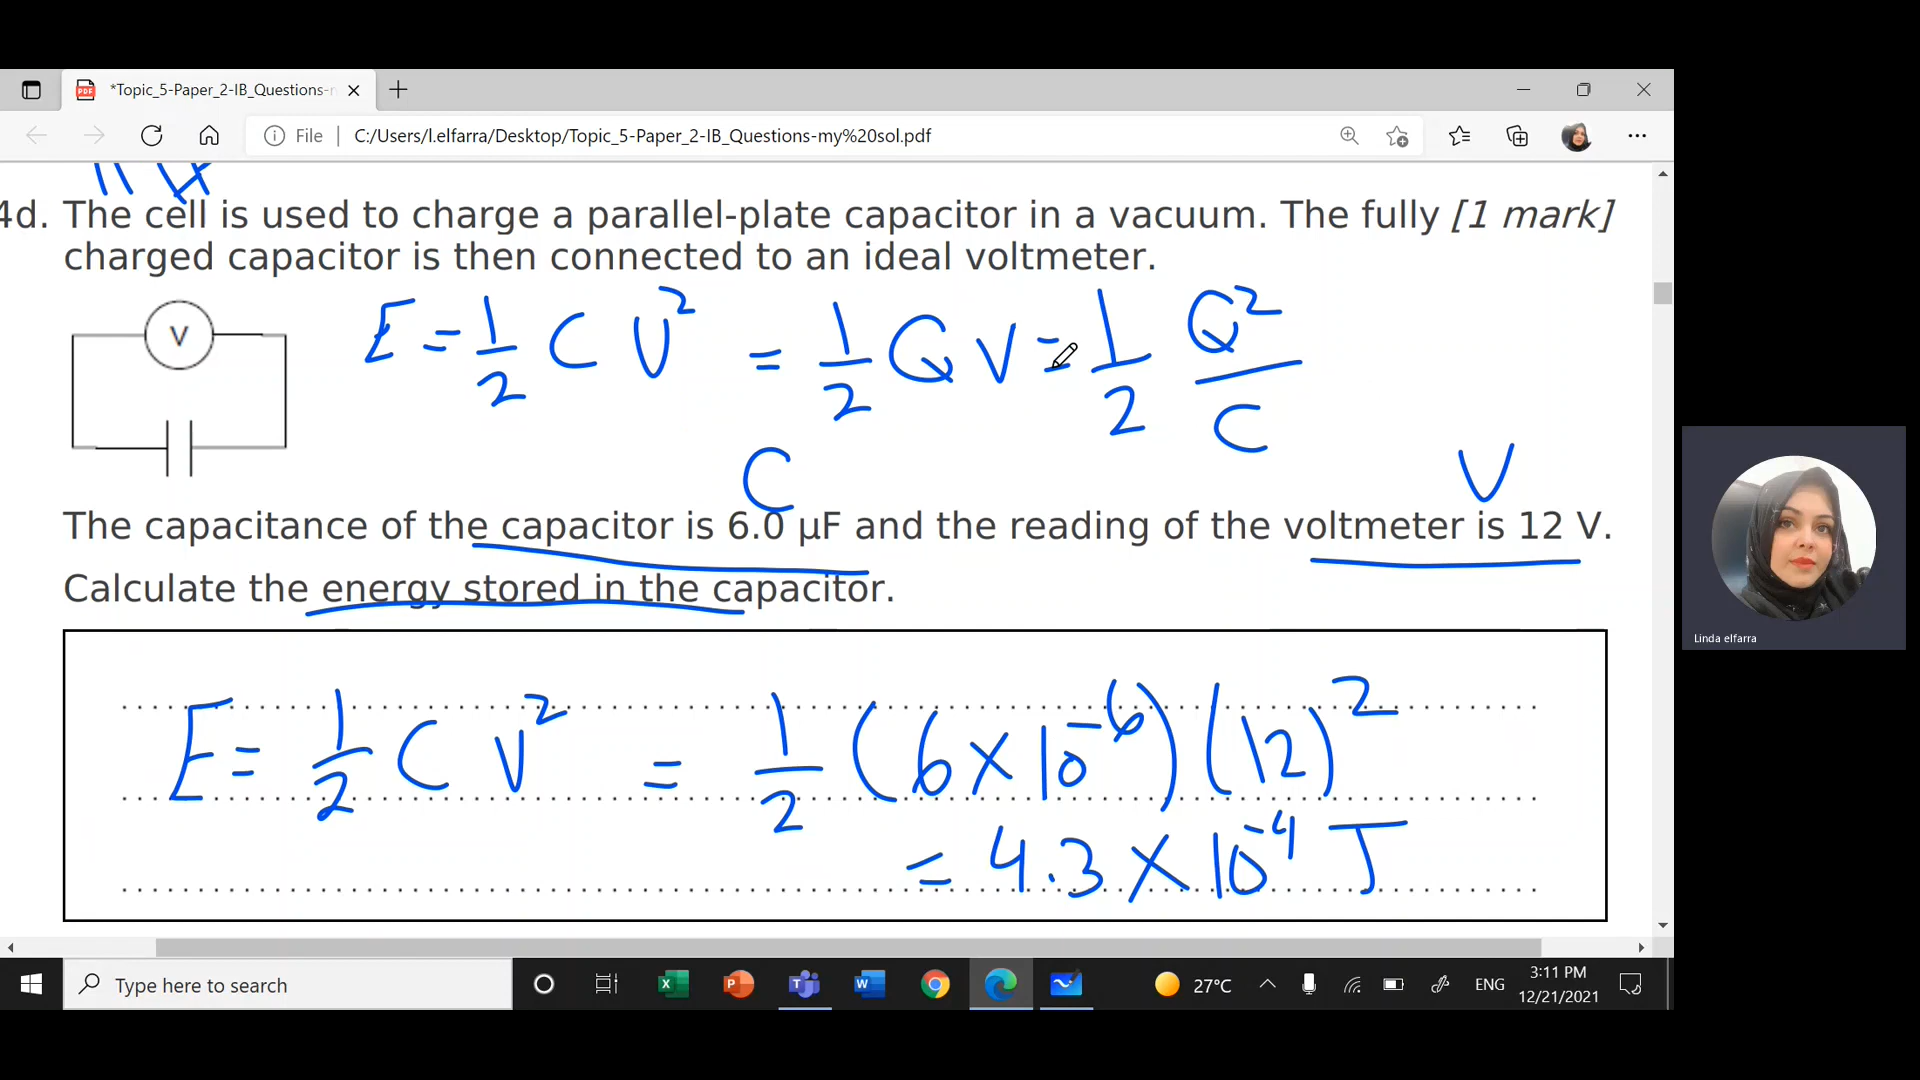 *Topic_5-Paper_2-IB_Questions-m
File
C:/Users/l.elfarra/Desktop/Topic_5-Paper_2-IB_Questions-my%20sol.pdf
4d. The cell is used to charge a parallel-plate capacitor in a vacuum. The fully [1 mark]
charged capacitor is then connected to an ideal voltmeter.
V
E = 1/2 C V² = 1/2 Q V = 1/2 Q²/C
C
V
The capacitance of the capacitor is 6.0 µF and the reading of the voltmeter is 12 V.
Calculate the energy stored in the capacitor.
E = 1/2 C V² = 1/2 (6 x 10⁻⁶) (12)²
= 4.3 x 10⁻⁴ J
Linda elfarra
Type here to search
27°C
ENG
3:11 PM
12/21/2021